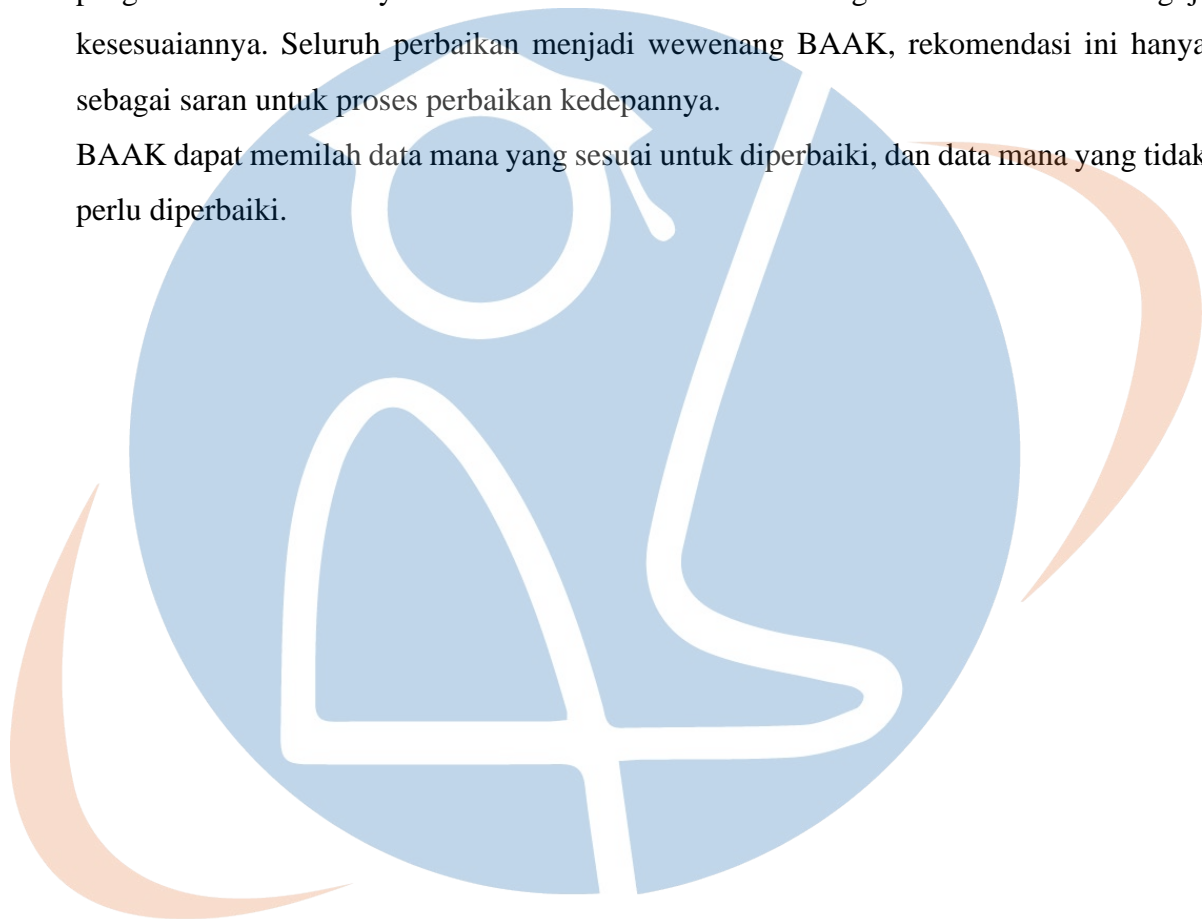 kesesuaiannya. Seluruh perbaikan menjadi wewenang BAAK, rekomendasi ini hanya
sebagai saran untuk proses perbaikan kedepannya.
BAAK dapat memilah data mana yang sesuai untuk diperbaiki, dan data mana yang tidak
perlu diperbaiki.